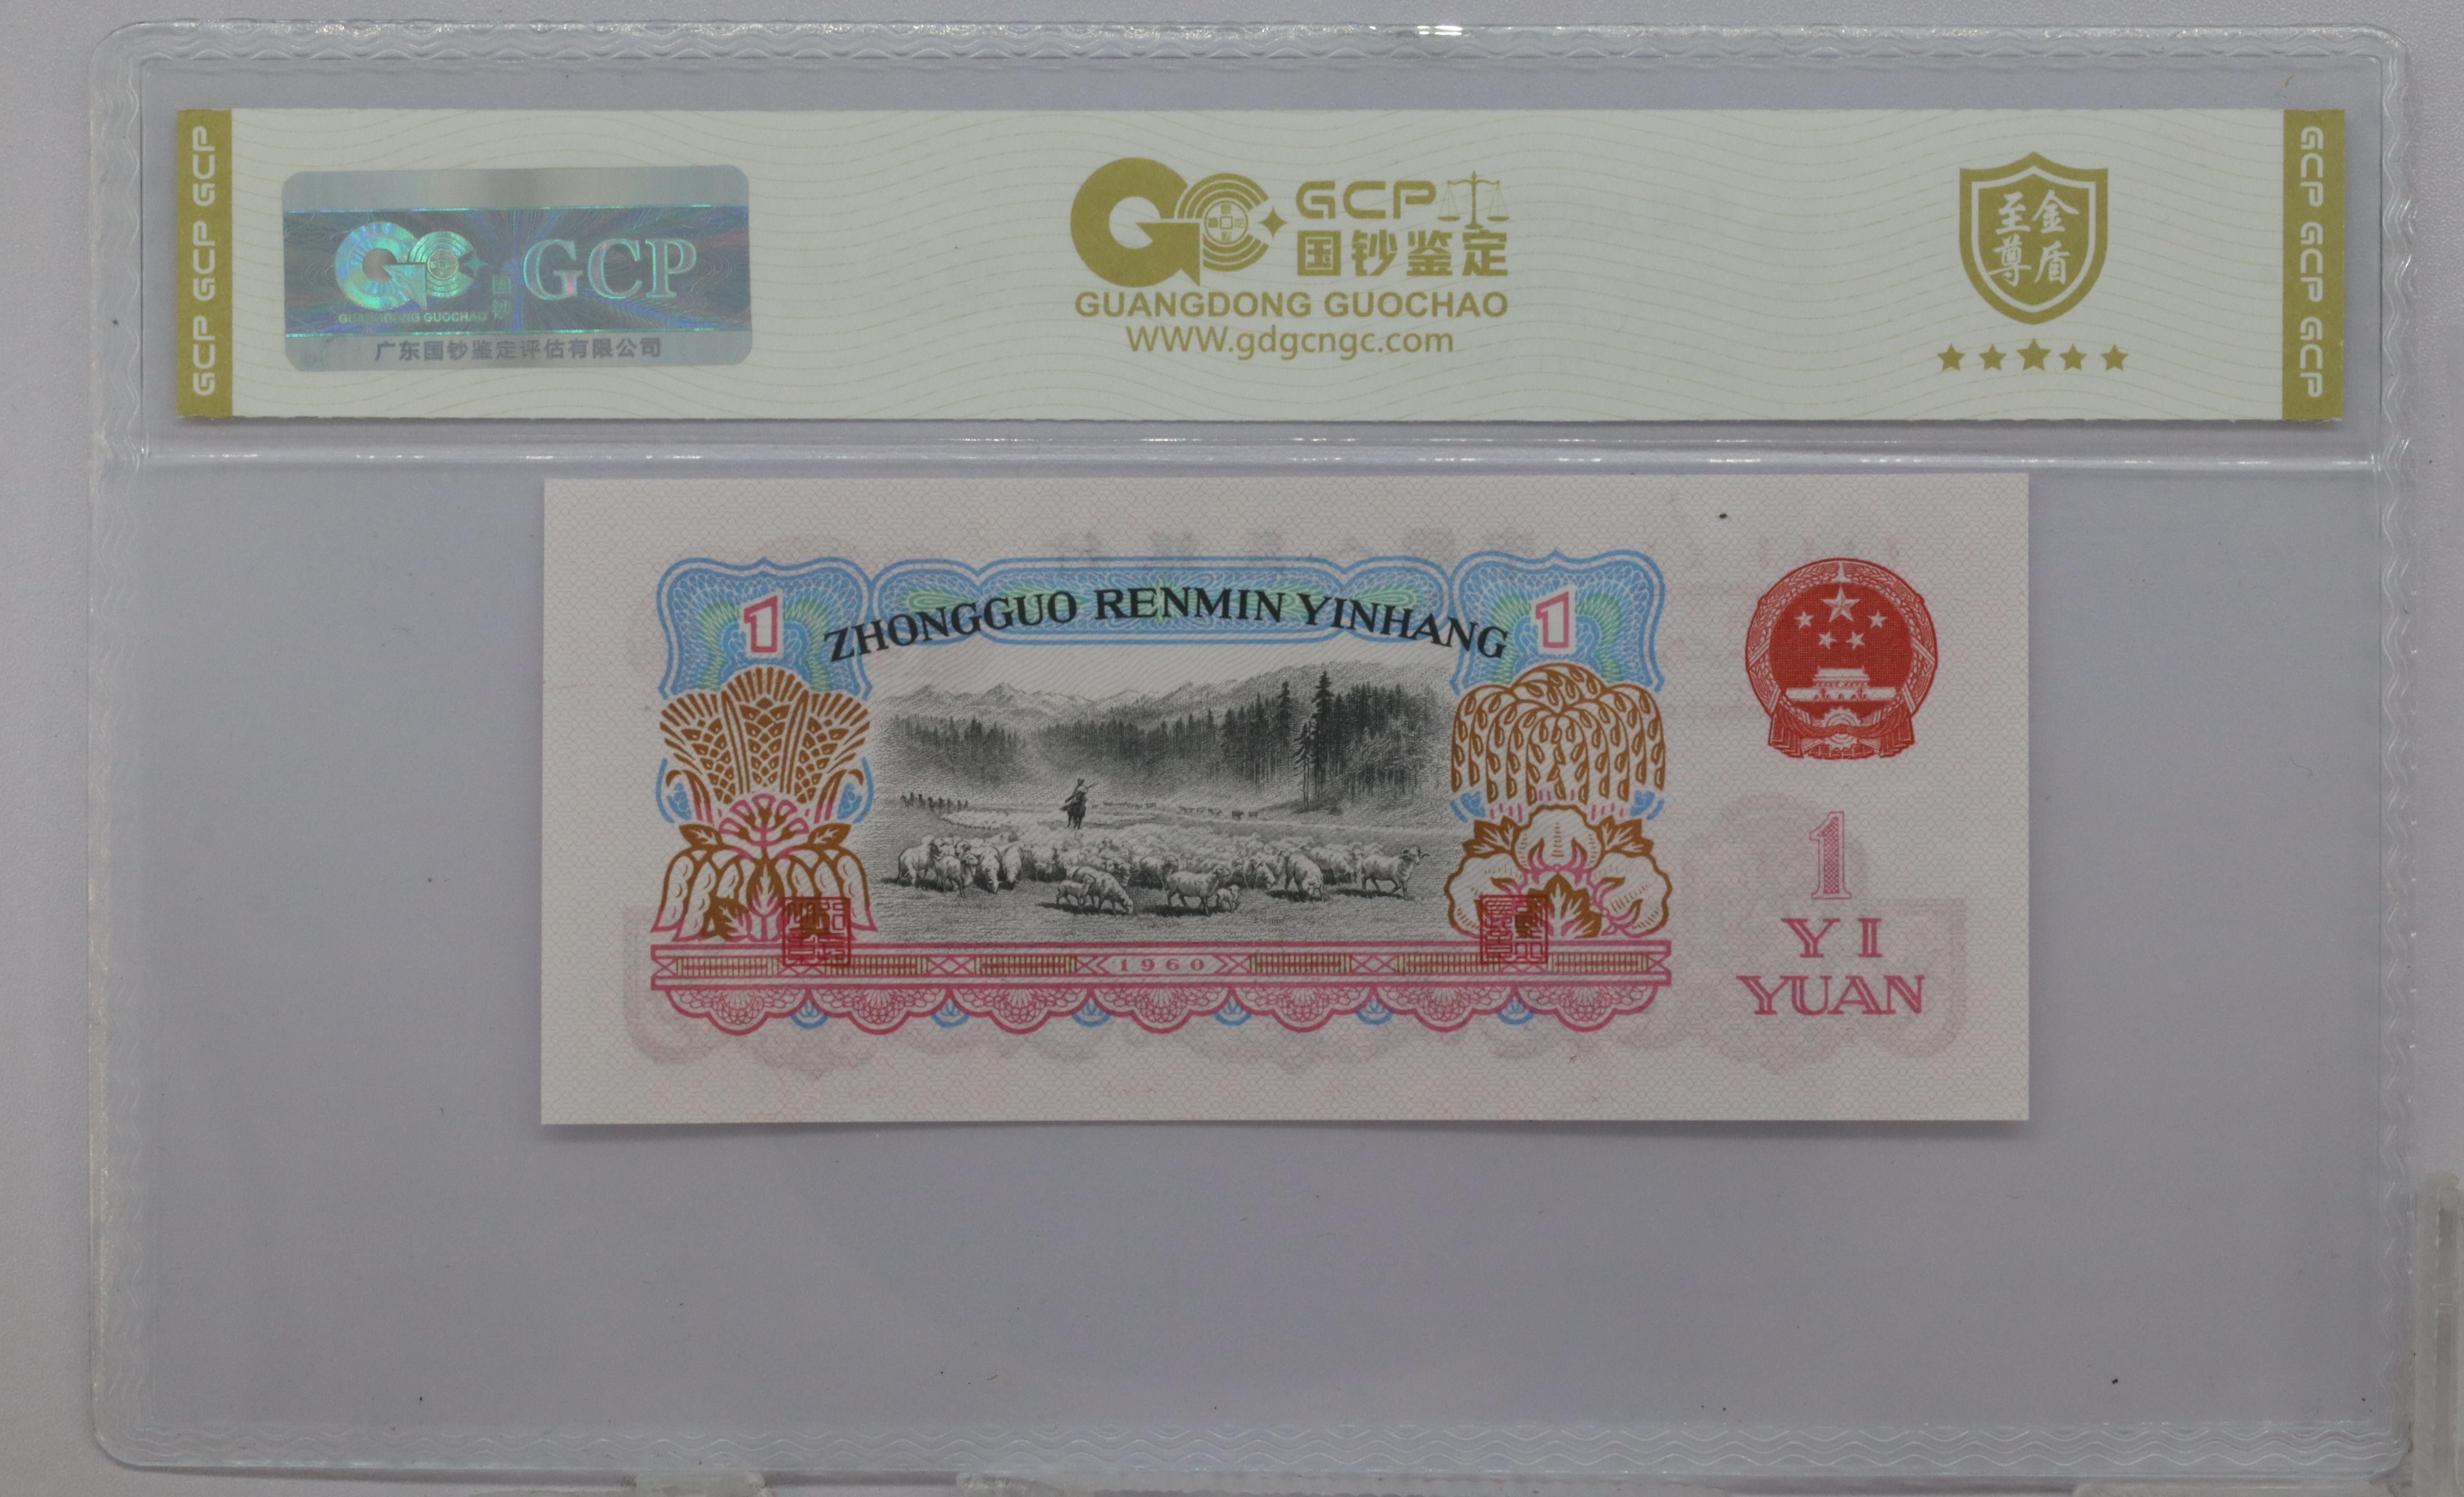 GCP GCP GCP
GCP
GUANGDONG GUOCHAO
国钞
广东国钞鉴定评估有限公司
GCP
国钞鉴定
GUANGDONG GUOCHAO
WWW.gdgcngc.com
至尊
金盾
GCP GCP GCP
1
ZHONGGUO RENMIN YINHANG
1
1960
1
YI
YUAN